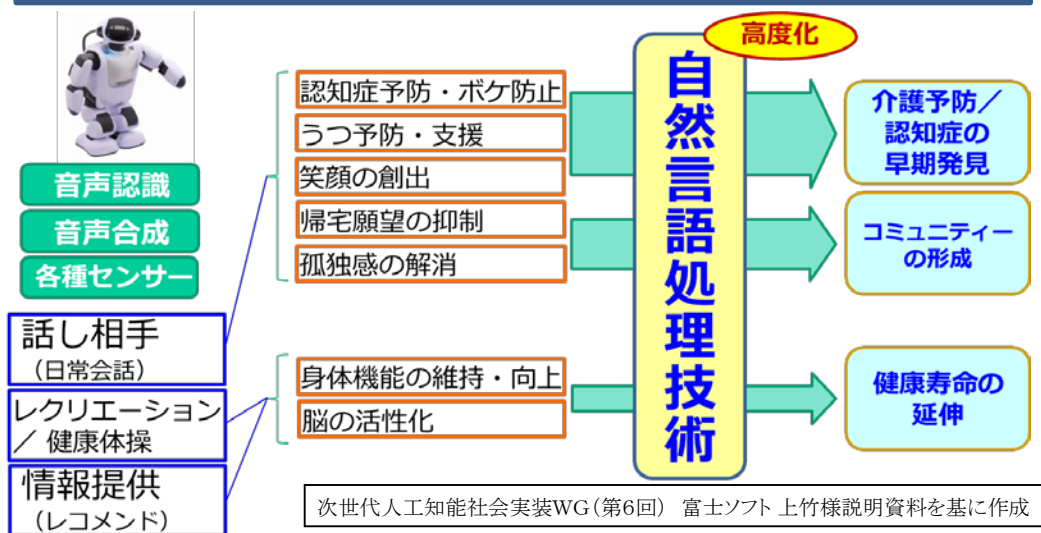 音声認識
音声合成
各種センサー
話し相手
（日常会話）
レクリエーション
／ 健康体操
情報提供
（レコメンド）
認知症予防・ボケ防止
うつ予防・支援
笑顔の創出
帰宅願望の抑制
孤独感の解消
身体機能の維持・向上
脳の活性化
高度化
自然言語処理技術
介護予防／
認知症の
早期発見
コミュニティー
の形成
健康寿命の
延伸
次世代人工知能社会実装WG（第6回） 富士ソフト 上竹様説明資料を基に作成